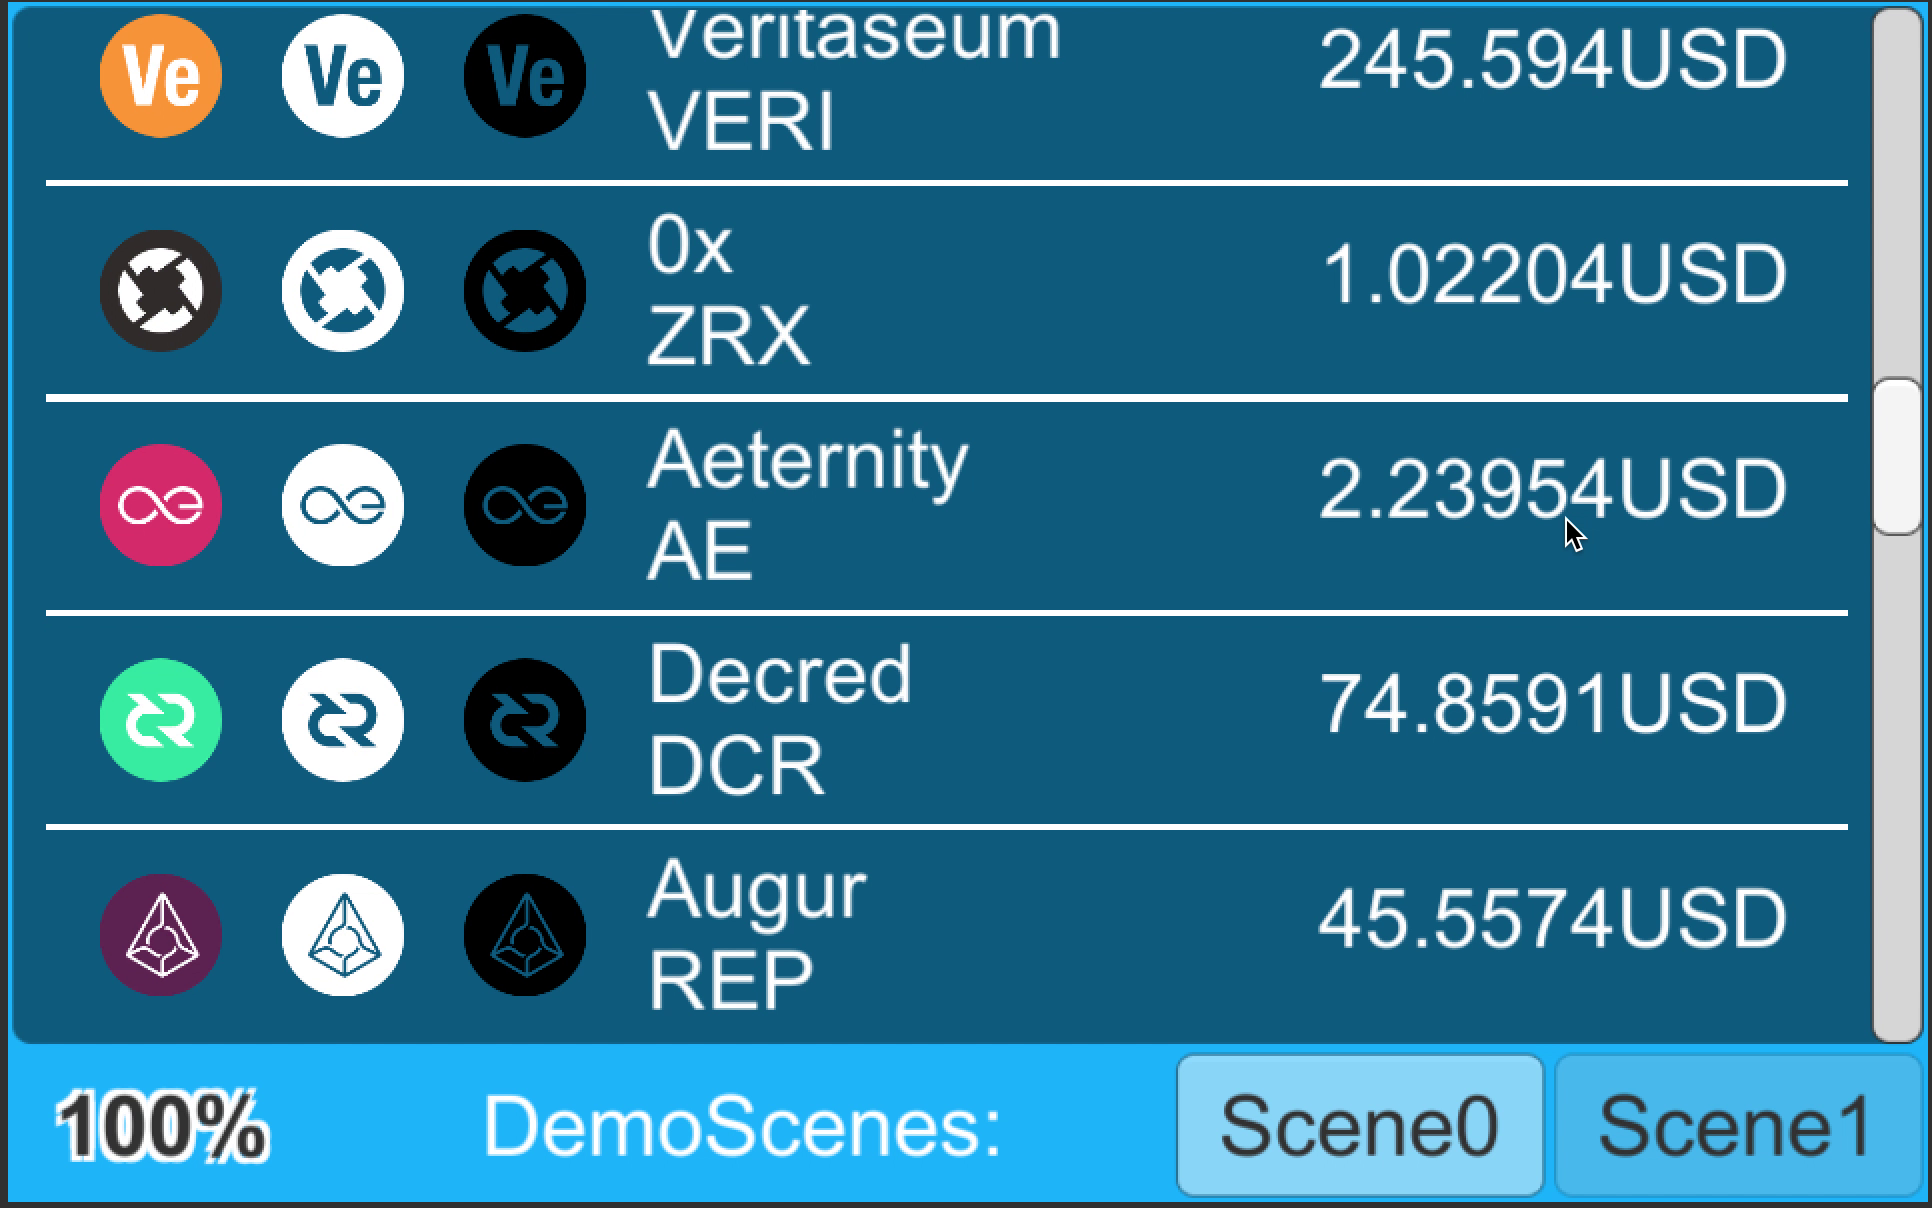 Ve Ve Ve Veritaseum 245.594USD
VERI
0x 1.02204USD
ZRX
Aeternity 2.23954USD
AE
Decred 74.8591USD
DCR
Augur 45.5574USD
REP
100% DemoScenes: Scene0 Scene1